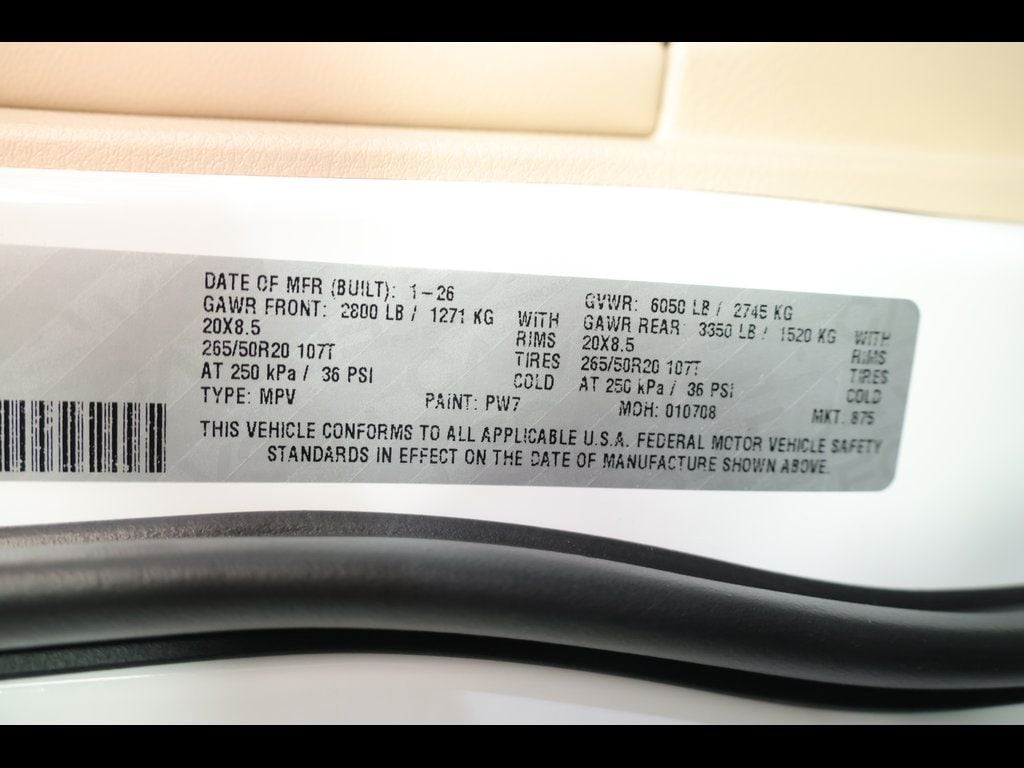 DATE OF MFR (BUILT): 1-26 GVWR: 6050 LB / 2745 KG
GAWR FRONT: 2800 LB / 1271 KG WITH GAWR REAR: 3350 LB / 1520 KG WITH
20X8.5 RIMS 20X8.5 RIMS
265/50R20 107T TIRES 265/50R20 107T TIRES
AT 250 kPa / 36 PSI COLD AT 250 kPa / 36 PSI COLD
TYPE: MPV PAINT: PW7 MDH: 010708 MKT: 875
THIS VEHICLE CONFORMS TO ALL APPLICABLE U.S.A. FEDERAL MOTOR VEHICLE SAFETY
STANDARDS IN EFFECT ON THE DATE OF MANUFACTURE SHOWN ABOVE.